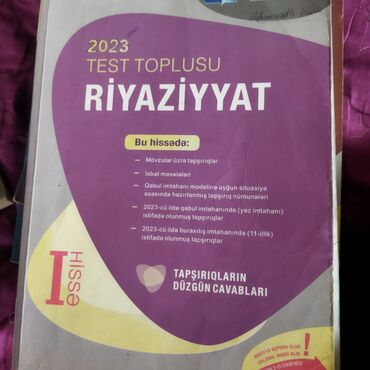 2023
TEST TOPLUSU
RİYAZİYYAT
Bu hissədə:
— Mövzular üzrə tapşırıqlar
— İsbat məsələləri
— Qəbul imtahanı modelinə uyğun situasiya
əsasında hazırlanmış tapşırıq nümunələri
— 2023-cü ildə qəbul imtahanında (yaz imtahanı)
istifadə olunmuş tapşırıqlar
— 2023-cü ildə buraxılış imtahanında (11-illik)
istifadə olunmuş tapşırıqlar
I Hissə
TAPŞIRIQLARIN
DÜZGÜN CAVABLARI